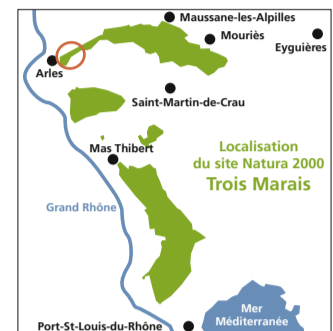 Maussane-les-Alpilles
Mouriès
Eyguières
Arles
Saint-Martin-de-Crau
Mas Thibert
Localisation
du site Natura 2000
Trois Marais
Grand Rhône
Mer
Méditerranée
Port-St-Louis-du-Rhône